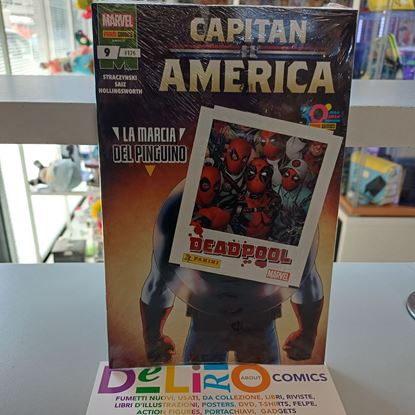 MARVEL
PANINI COMICS
9
#176
STRACZYNSKI
SAIZ
HOLLINGSWORTH
CAPITAN
AMERICA
LA MARCIA
DEL PINGUINO
DEADPOOL
PANINI
MARVEL
DeLiRiO ABOUT COMICS
FUMETTI NUOVI, USATI, DA COLLEZIONE, LIBRI, RIVISTE,
LIBRI D'ILLUSTRAZIONI, POSTERS, DVD, T-SHIRTS, FELPE,
ACTION FIGURES, PORTACHIAVI, GADGETS